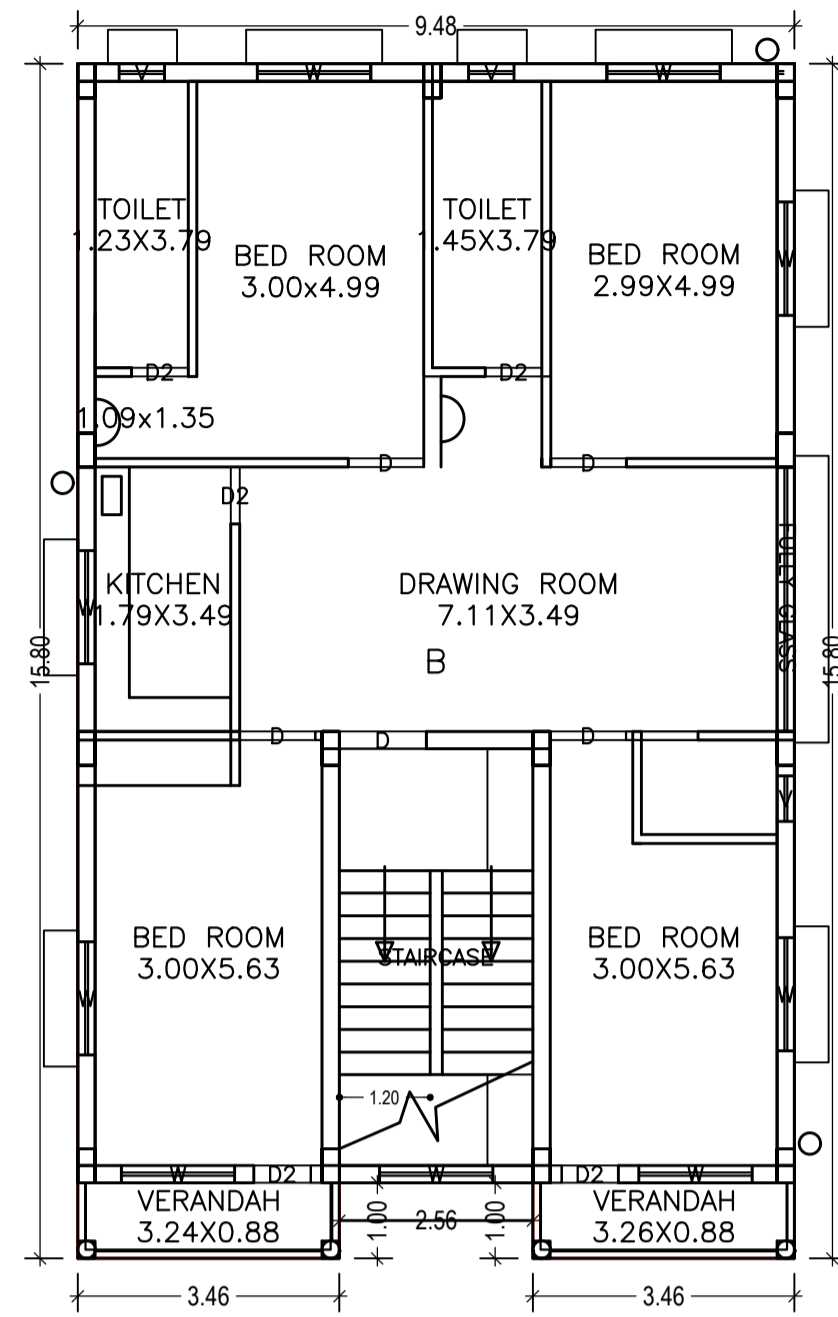 9.48
V
W
V
W
TOILET
1.23X3.79
BED ROOM
3.00x4.99
TOILET
1.45X3.79
BED ROOM
2.99X4.99
W
D2
D2
1.09x1.35
D
D
D2
KITCHEN
1.79X3.49
W
DRAWING ROOM
7.11X3.49
B
FULLY GLASS
15.80
15.80
D
D
D
V
BED ROOM
3.00X5.63
W
STAIRCASE
BED ROOM
3.00X5.63
W
1.20
W
D2
W
D2
W
VERANDAH
3.24X0.88
1.00
2.56
1.00
VERANDAH
3.26X0.88
3.46
3.46